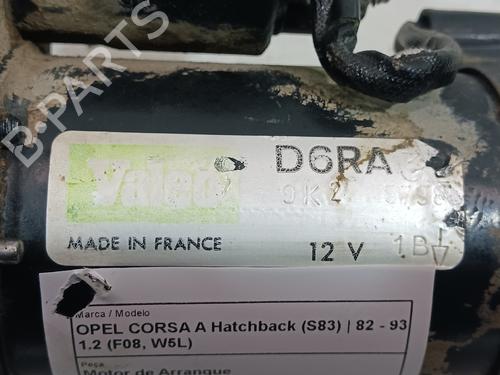 B-PARTS
Valeo
D6RA
MADE IN FRANCE
12 V
1B
Marca / Modelo
OPEL CORSA A Hatchback (S83) | 82 - 93
1.2 (F08, W5L)
Peça
Motor de Arranque